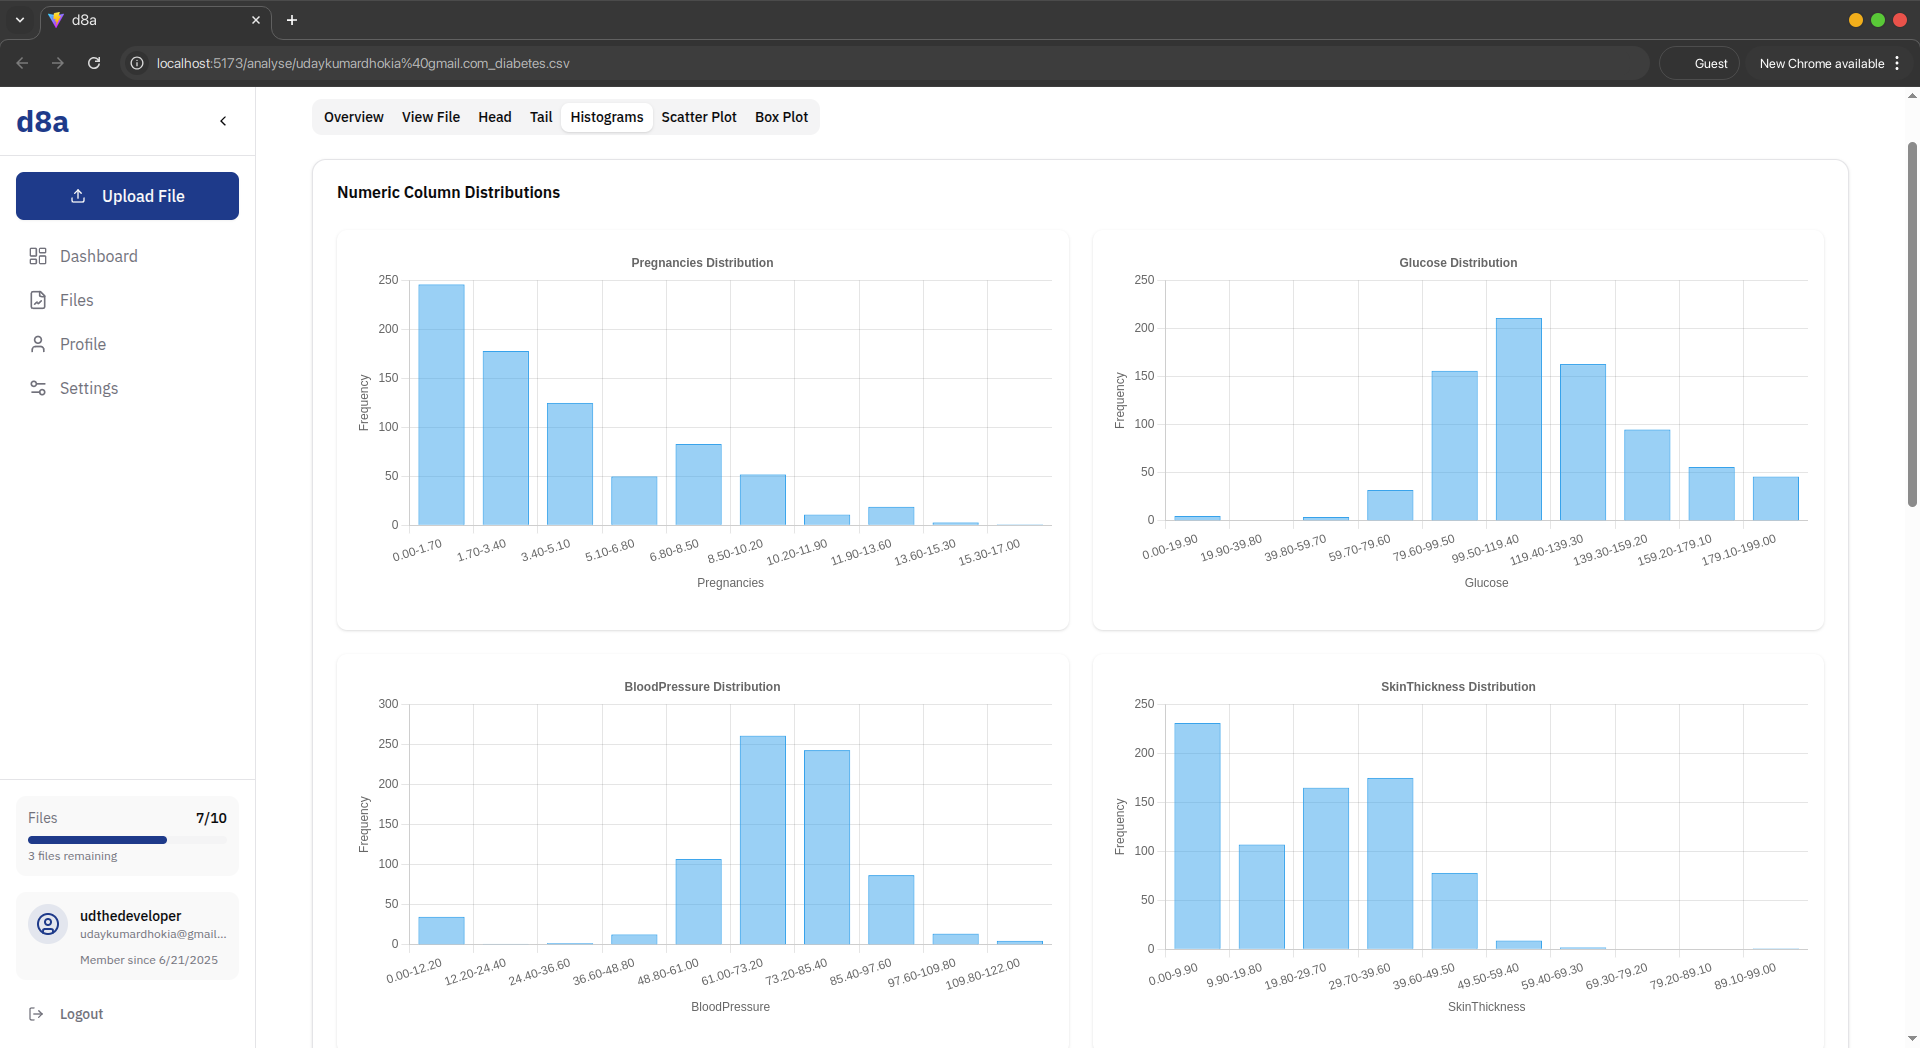 d8a
localhost:5173/analyse/udaykumardhokia%40gmail.com_diabetes.csv
Guest
New Chrome available
d8a
Upload File
Dashboard
Files
Profile
Settings
Files 7/10
3 files remaining
udthedeveloper
udaykumardhokia@gmail...
Member since 6/21/2025
Logout
Overview View File Head Tail Histograms Scatter Plot Box Plot
Numeric Column Distributions
Pregnancies Distribution
250
200
150
100
50
0
Frequency
0.00-1.70 1.70-3.40 3.40-5.10 5.10-6.80 6.80-8.50 8.50-10.20 10.20-11.90 11.90-13.60 13.60-15.30 15.30-17.00
Pregnancies
Glucose Distribution
250
200
150
100
50
0
Frequency
0.00-19.90 19.90-39.80 39.80-59.70 59.70-79.60 79.60-99.50 99.50-119.40 119.40-139.30 139.30-159.20 159.20-179.10 179.10-199.00
Glucose
BloodPressure Distribution
300
250
200
150
100
50
0
Frequency
0.00-12.20 12.20-24.40 24.40-36.60 36.60-48.80 48.80-61.00 61.00-73.20 73.20-85.40 85.40-97.60 97.60-109.80 109.80-122.00
BloodPressure
SkinThickness Distribution
250
200
150
100
50
0
Frequency
0.00-9.90 9.90-19.80 19.80-29.70 29.70-39.60 39.60-49.50 49.50-59.40 59.40-69.30 69.30-79.20 79.20-89.10 89.10-99.00
SkinThickness